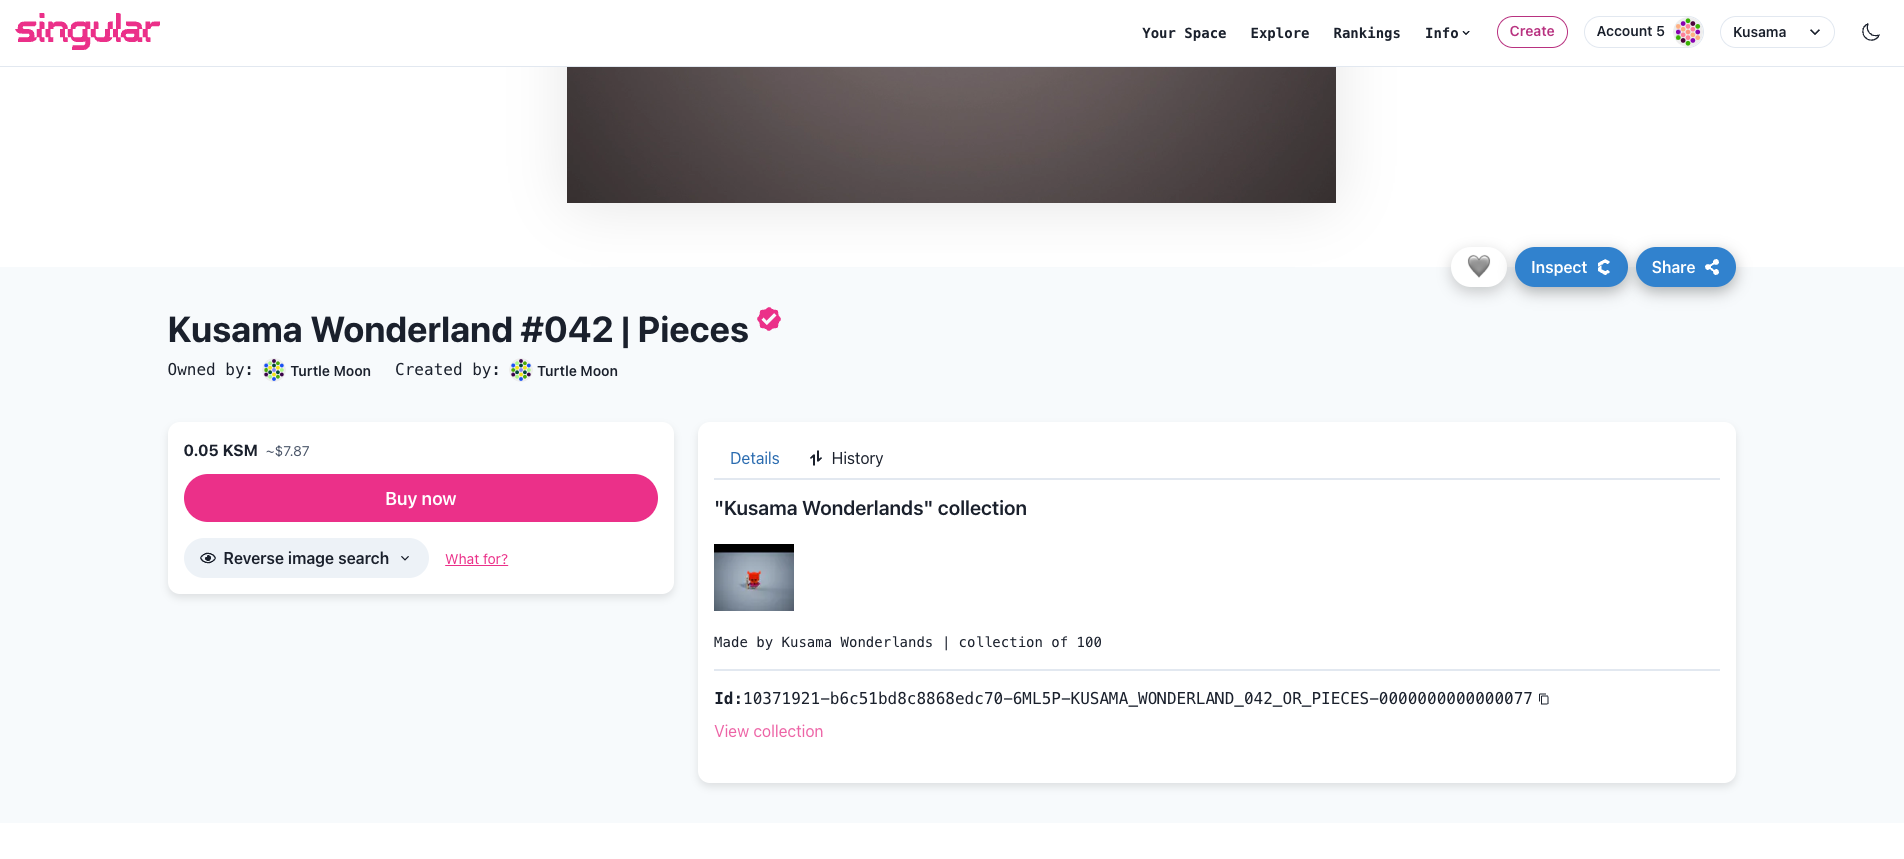 singular
Your Space Explore Rankings Info Create Account 5 Kusama
Inspect Share
Kusama Wonderland #042 | Pieces
Owned by: Turtle Moon Created by: Turtle Moon
0.05 KSM ~$7.87
Buy now
Reverse image search What for?
Details History
"Kusama Wonderlands" collection
Made by Kusama Wonderlands | collection of 100
Id:10371921-b6c51bd8c8868edc70-6ML5P-KUSAMA_WONDERLAND_042_OR_PIECES-0000000000000077
View collection